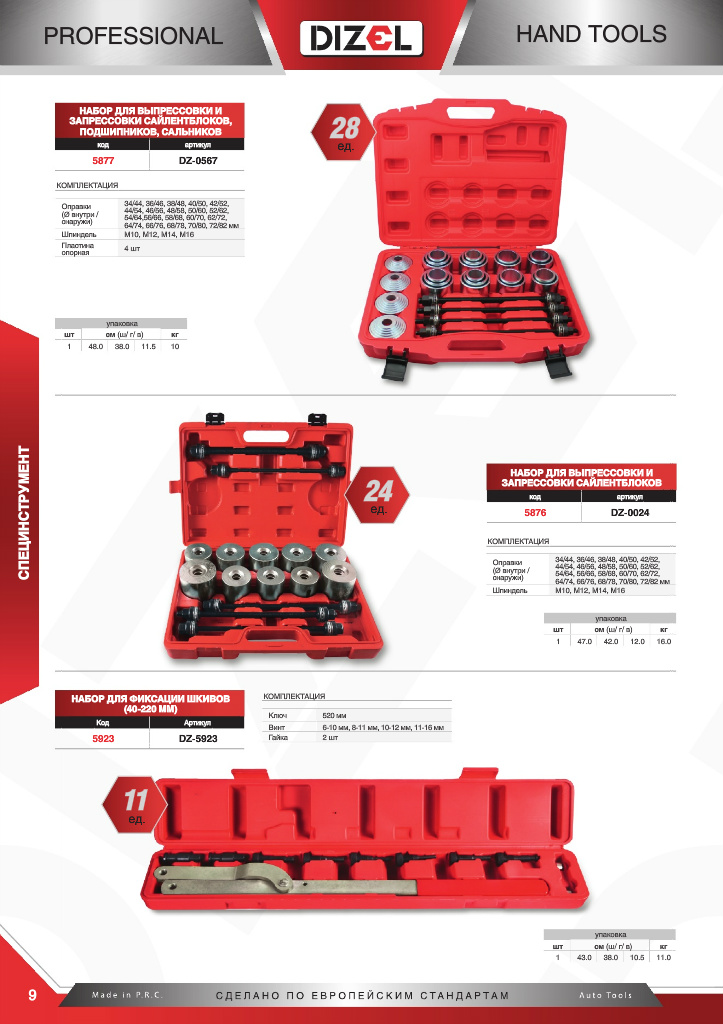 PROFESSIONAL
DIZEL
HAND TOOLS
НАБОР ДЛЯ ВЫПРЕССОВКИ И
ЗАПРЕССОВКИ САЙЛЕНТБЛОКОВ,
ПОДШИПНИКОВ, САЛЬНИКОВ
код артикул
5877 DZ-0567
28
ед.
КОМПЛЕКТАЦИЯ
Оправки
(Ø внутри /
снаружи)
34/44, 36/46, 38/48, 40/50, 42/52,
44/54, 46/56, 48/58, 50/60, 52/62,
54/64,56/66, 58/68, 60/70, 62/72,
64/74, 66/76, 68/78, 70/80, 72/82 мм
Шпиндель M10, M12, M14, M16
Пластина
опорная
4 шт
упаковка
шт см (ш/ г/ в) кг
1 48.0 38.0 11.5 10
СПЕЦИНСТРУМЕНТ
24
ед.
НАБОР ДЛЯ ВЫПРЕССОВКИ И
ЗАПРЕССОВКИ САЙЛЕНТБЛОКОВ
код артикул
5876 DZ-0024
КОМПЛЕКТАЦИЯ
Оправки
(Ø внутри /
снаружи)
34/44, 36/46, 38/48, 40/50, 42/52,
44/54, 46/56, 48/58, 50/60, 52/62,
54/64, 56/66, 58/68, 60/70, 62/72,
64/74, 66/76, 68/78, 70/80, 72/82 мм
Шпиндель M10, M12, M14, M16
упаковка
шт см (ш/ г/ в) кг
1 47.0 42.0 12.0 16.0
НАБОР ДЛЯ ФИКСАЦИИ ШКИВОВ
(40-220 ММ)
Код Артикул
5923 DZ-5923
КОМПЛЕКТАЦИЯ
Ключ 520 мм
Винт 6-10 мм, 8-11 мм, 10-12 мм, 11-16 мм
Гайка 2 шт
11
ед.
упаковка
шт см (ш/ г/ в) кг
1 43.0 38.0 10.5 11.0
9
Made in P.R.C.
СДЕЛАНО ПО ЕВРОПЕЙСКИМ СТАНДАРТАМ
Auto Tools